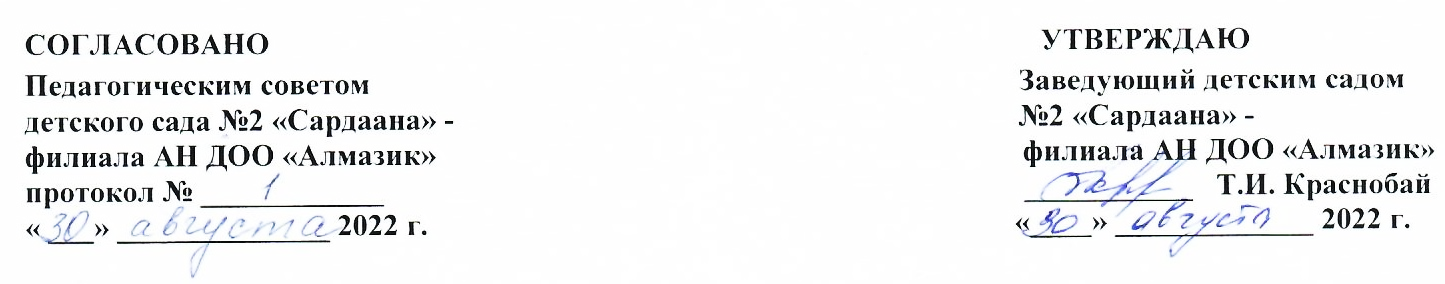 СОГЛАСОВАНО
Педагогическим советом
детского сада №2 «Сардаана» -
филиала АН ДОО «Алмазик»
протокол № 1
«30» августа 2022 г.
УТВЕРЖДАЮ
Заведующий детским садом
№2 «Сардаана» -
филиала АН ДОО «Алмазик»
Т.И. Краснобай
«30» августа 2022 г.